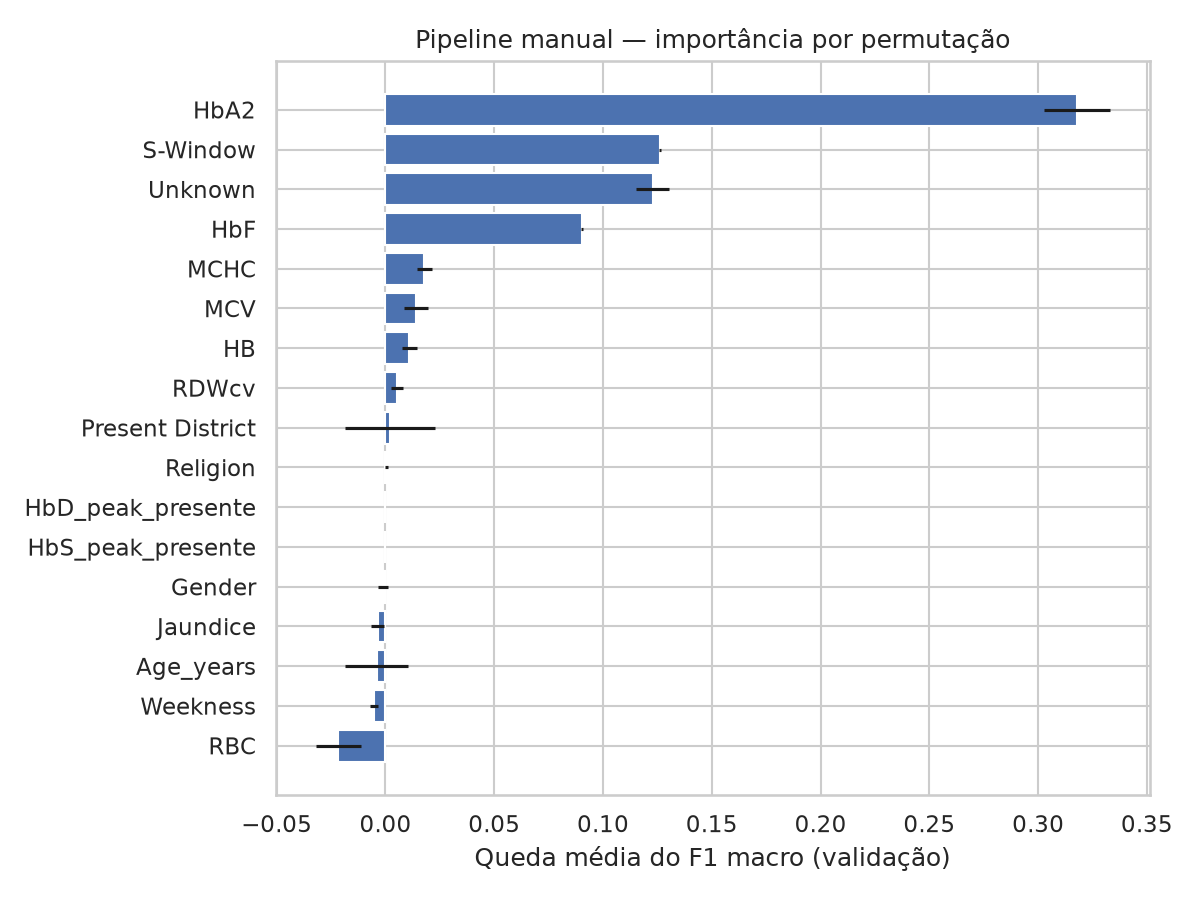 Pipeline manual — importância por permutação
HbA2
S-Window
Unknown
HbF
MCHC
MCV
HB
RDWcv
Present District
Religion
HbD_peak_presente
HbS_peak_presente
Gender
Jaundice
Age_years
Weekness
RBC
−0.05 0.00 0.05 0.10 0.15 0.20 0.25 0.30 0.35
Queda média do F1 macro (validação)